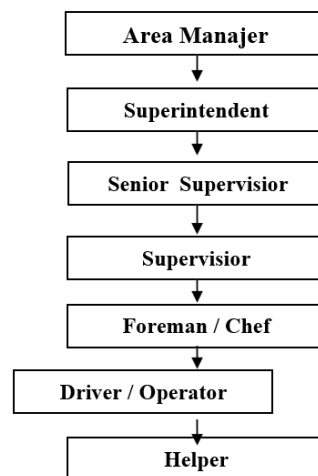 Area Manajer
Superintendent
Senior Supervisior
Supervisior
Foreman / Chef
Driver / Operator
Helper